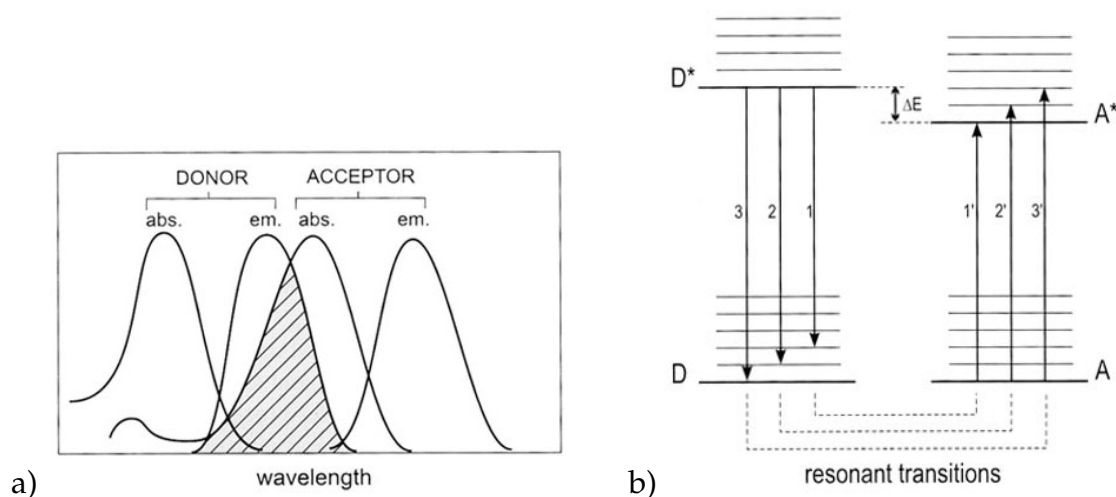 DONOR ACCEPTOR
abs. em. abs. em.
wavelength
a)
D* A*
ΔE
3 2 1 1' 2' 3'
D A
resonant transitions
b)